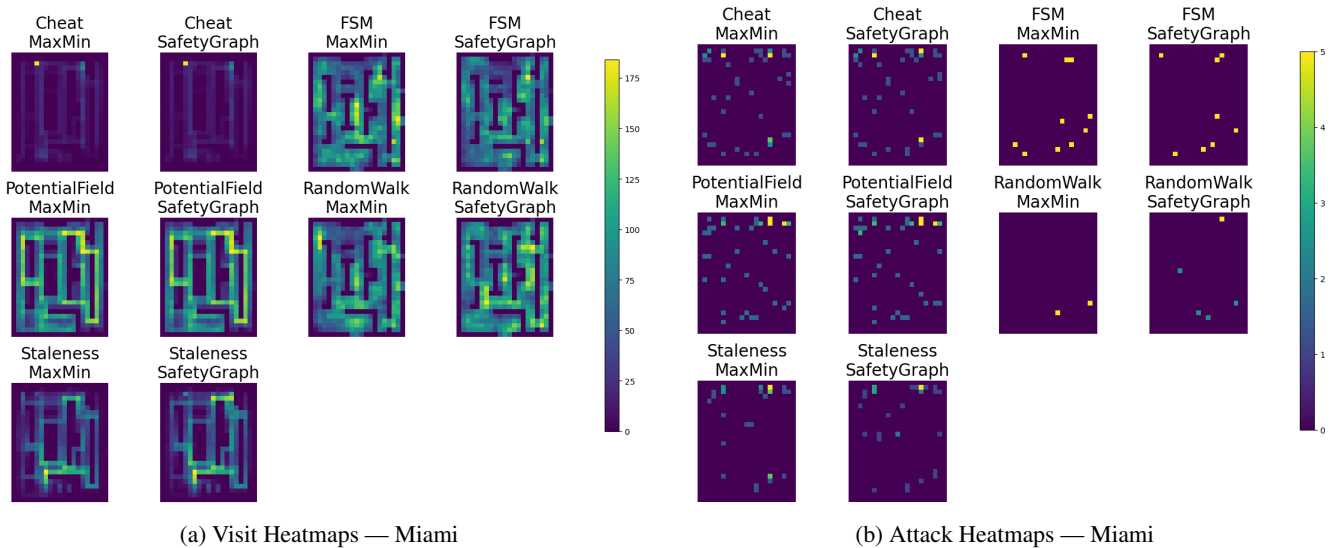 Cheat
MaxMin
Cheat
SafetyGraph
FSM
MaxMin
FSM
SafetyGraph
PotentialField
MaxMin
PotentialField
SafetyGraph
RandomWalk
MaxMin
RandomWalk
SafetyGraph
Staleness
MaxMin
Staleness
SafetyGraph
175
150
125
100
75
50
25
0
(a) Visit Heatmaps — Miami
Cheat
MaxMin
Cheat
SafetyGraph
FSM
MaxMin
FSM
SafetyGraph
PotentialField
MaxMin
PotentialField
SafetyGraph
RandomWalk
MaxMin
RandomWalk
SafetyGraph
Staleness
MaxMin
Staleness
SafetyGraph
5
4
3
2
1
0
(b) Attack Heatmaps — Miami